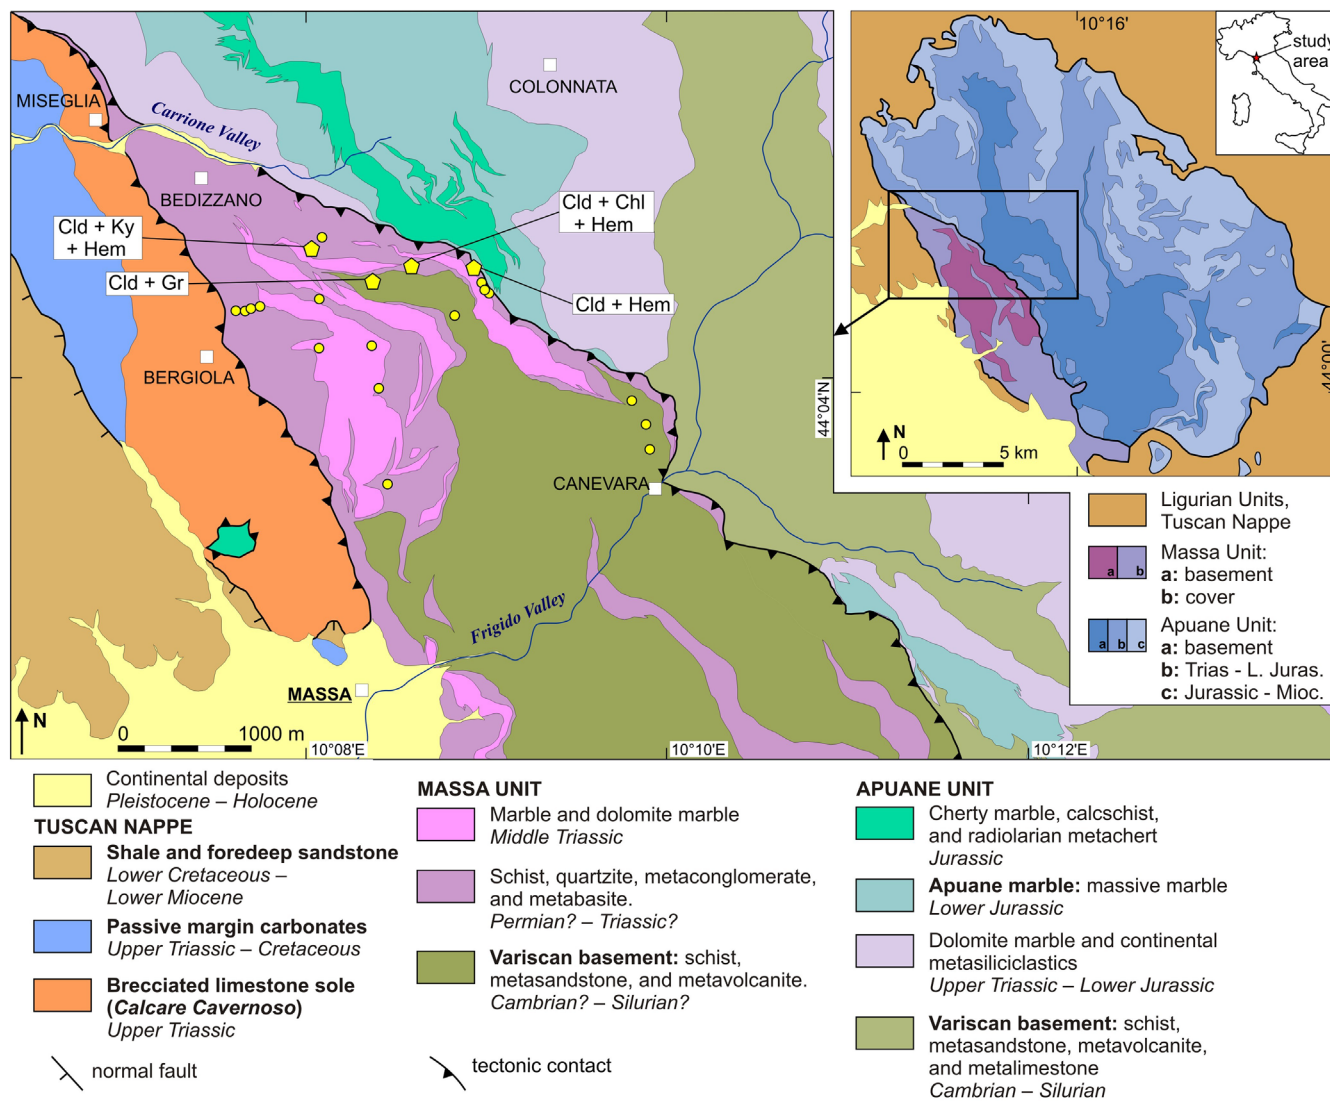 MISEGLIA
Carrione Valley
COLONNATA
BEDIZZANO
Cld + Ky
+ Hem
Cld + Chl
+ Hem
Cld + Gr
Cld + Hem
BERGIOLA
CANEVARA
Frigido Valley
MASSA
N
0 1000 m
10°08'E
10°10'E
10°12'E
44°04'N
10°16'
study
area
44°00'
N
0 5 km
Ligurian Units,
Tuscan Nappe
a b
Massa Unit:
a: basement
b: cover
a b c
Apuane Unit:
a: basement
b: Trias - L. Juras.
c: Jurassic - Mioc.
Continental deposits
Pleistocene – Holocene
TUSCAN NAPPE
Shale and foredeep sandstone
Lower Cretaceous –
Lower Miocene
Passive margin carbonates
Upper Triassic – Cretaceous
Brecciated limestone sole
(Calcare Cavernoso)
Upper Triassic
normal fault
MASSA UNIT
Marble and dolomite marble
Middle Triassic
Schist, quartzite, metaconglomerate,
and metabasite.
Permian? – Triassic?
Variscan basement: schist,
metasandstone, and metavolcanite.
Cambrian? – Silurian?
tectonic contact
APUANE UNIT
Cherty marble, calcschist,
and radiolarian metachert
Jurassic
Apuane marble: massive marble
Lower Jurassic
Dolomite marble and continental
metasiliciclastics
Upper Triassic – Lower Jurassic
Variscan basement: schist,
metasandstone, metavolcanite,
and metalimestone
Cambrian – Silurian